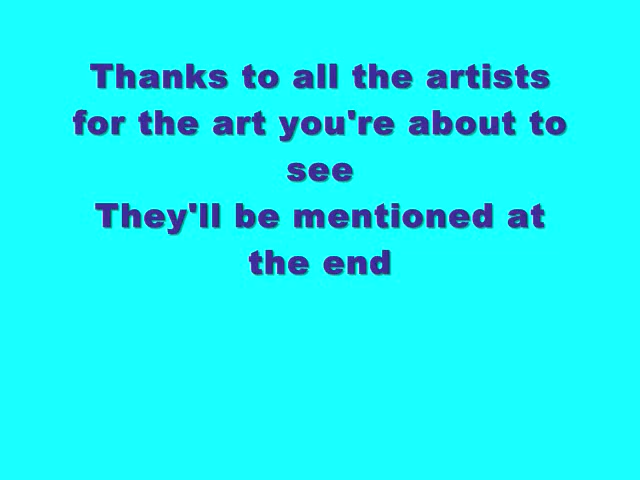 Thanks to all the artists
for the art you're about to
see
They'll be mentioned at
the end